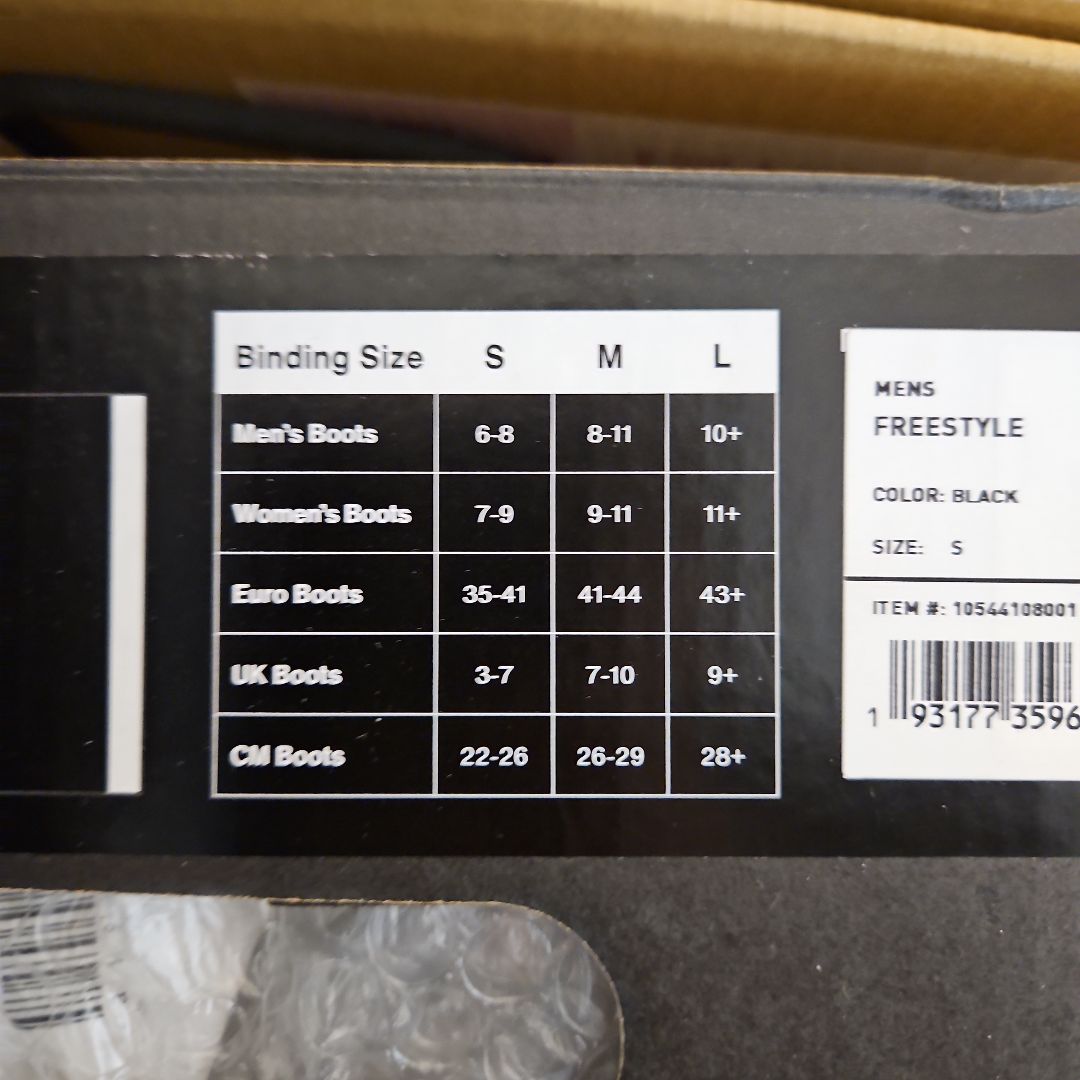 Binding Size S M L
Men's Boots 6-8 8-11 10+
Women's Boots 7-9 9-11 11+
Euro Boots 35-41 41-44 43+
UK Boots 3-7 7-10 9+
CM Boots 22-26 26-29 28+
MENS
FREESTYLE
COLOR: BLACK
SIZE: S
ITEM #: 10544108001
1 93177 3596